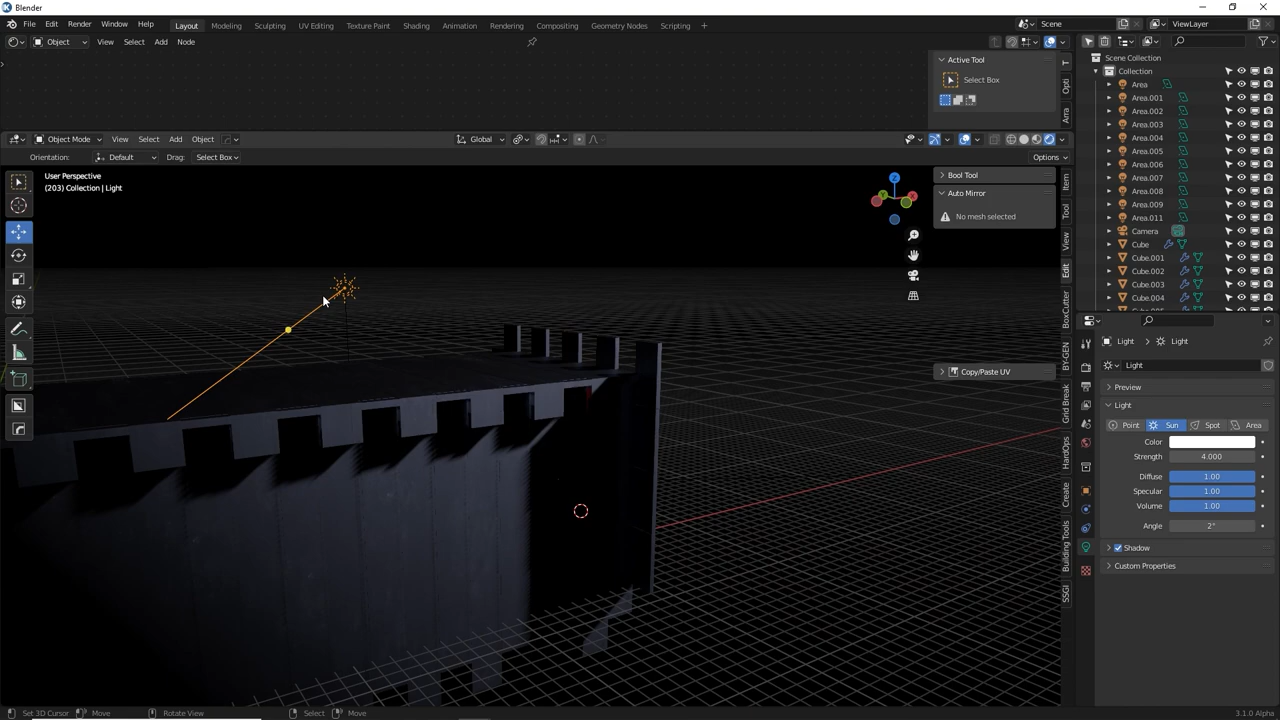 Blender
File Edit Render Window Help Layout Modeling Sculpting UV Editing Texture Paint Shading Animation Rendering Compositing Geometry Nodes Scripting + Scene ViewLayer
Object View Select Add Node
Active Tool
Select Box
Object Mode View Select Add Object Global
Orientation: Default Drag: Select Box Options
User Perspective
(203) Collection | Light
Z
Y
X
Bool Tool
Auto Mirror
No mesh selected
Copy/Paste UV
T
Opti
Arra
Item
Tool
View
Edit
BoxCutter
BY-GEN
Grid Break
HardOps
Create
Building Tools
SSGI
Scene Collection
Collection
Area
Area.001
Area.002
Area.003
Area.004
Area.005
Area.006
Area.007
Area.008
Area.009
Area.011
Camera
Cube
Cube.001
Cube.002
Cube.003
Cube.004
Light Light
Light
Preview
Light
Point Sun Spot Area
Color
Strength 4.000
Diffuse 1.00
Specular 1.00
Volume 1.00
Angle 2°
Shadow
Custom Properties
Set 3D Cursor Move Rotate View Select Move 3.1.0 Alpha